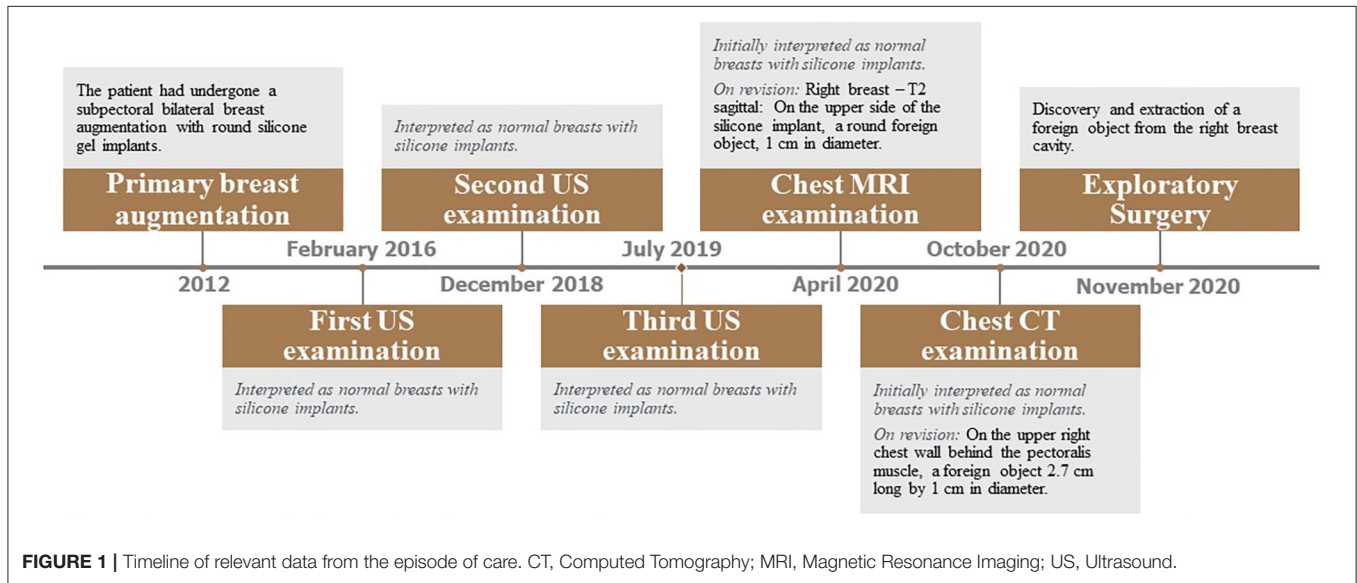 The patient had undergone a
subpectoral bilateral breast
augmentation with round silicone
gel implants.
Primary breast
augmentation
2012
February 2016
First US
examination
Interpreted as normal breasts with
silicone implants.
Interpreted as normal breasts with
silicone implants.
Second US
examination
December 2018
July 2019
Third US
examination
Interpreted as normal breasts with
silicone implants.
Initially interpreted as normal
breasts with silicone implants.
On revision: Right breast – T2
sagittal: On the upper side of the
silicone implant, a round foreign
object, 1 cm in diameter.
Chest MRI
examination
April 2020
October 2020
Chest CT
examination
Initially interpreted as normal
breasts with silicone implants.
On revision: On the upper right
chest wall behind the pectoralis
muscle, a foreign object 2.7 cm
long by 1 cm in diameter.
Discovery and extraction of a
foreign object from the right breast
cavity.
Exploratory
Surgery
November 2020
FIGURE 1 | Timeline of relevant data from the episode of care. CT, Computed Tomography; MRI, Magnetic Resonance Imaging; US, Ultrasound.